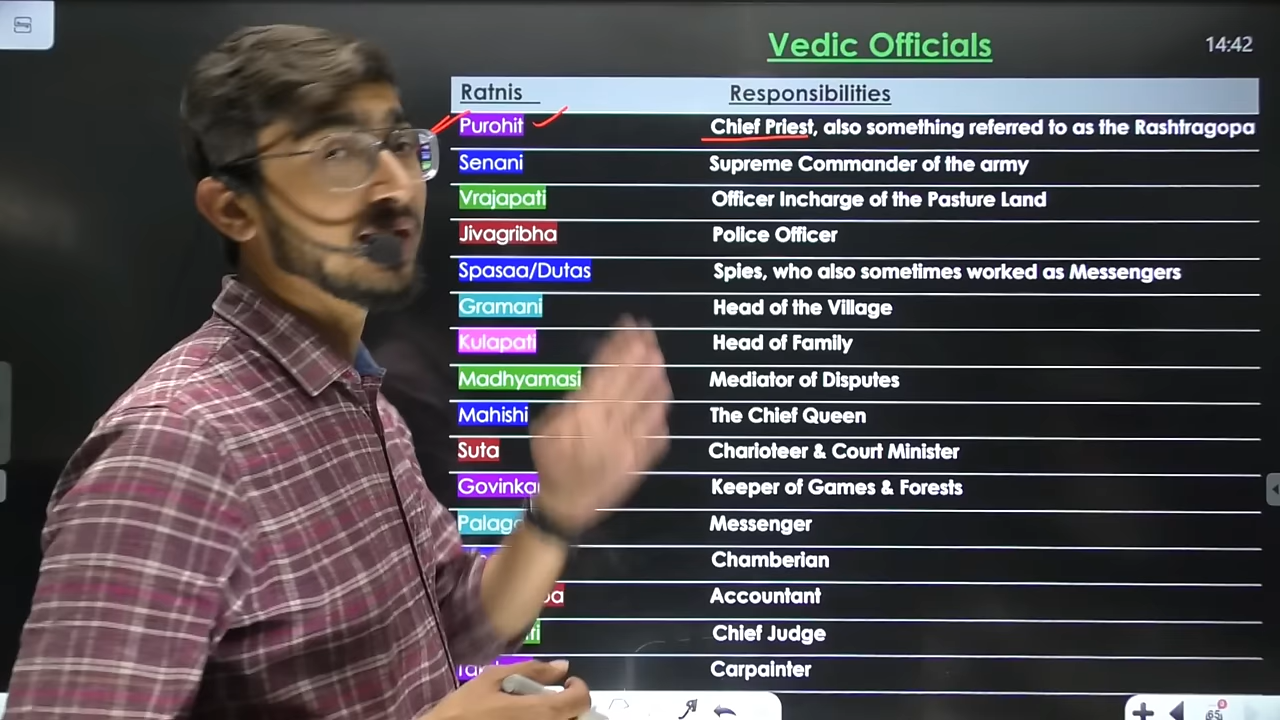 Vedic Officials
14:42
Ratnis Responsibilities
Purohit Chief Priest, also something referred to as the Rashtragopa
Senani Supreme Commander of the army
Vrajapati Officer Incharge of the Pasture Land
Jivagribha Police Officer
Spasaa/Dutas Spies, who also sometimes worked as Messengers
Gramani Head of the Village
Kulapati Head of Family
Madhyamasi Mediator of Disputes
Mahishi The Chief Queen
Suta Charioteer & Court Minister
Keeper of Games & Forests
Messenger
Chamberian
Accountant
Chief Judge
Carpainter
65